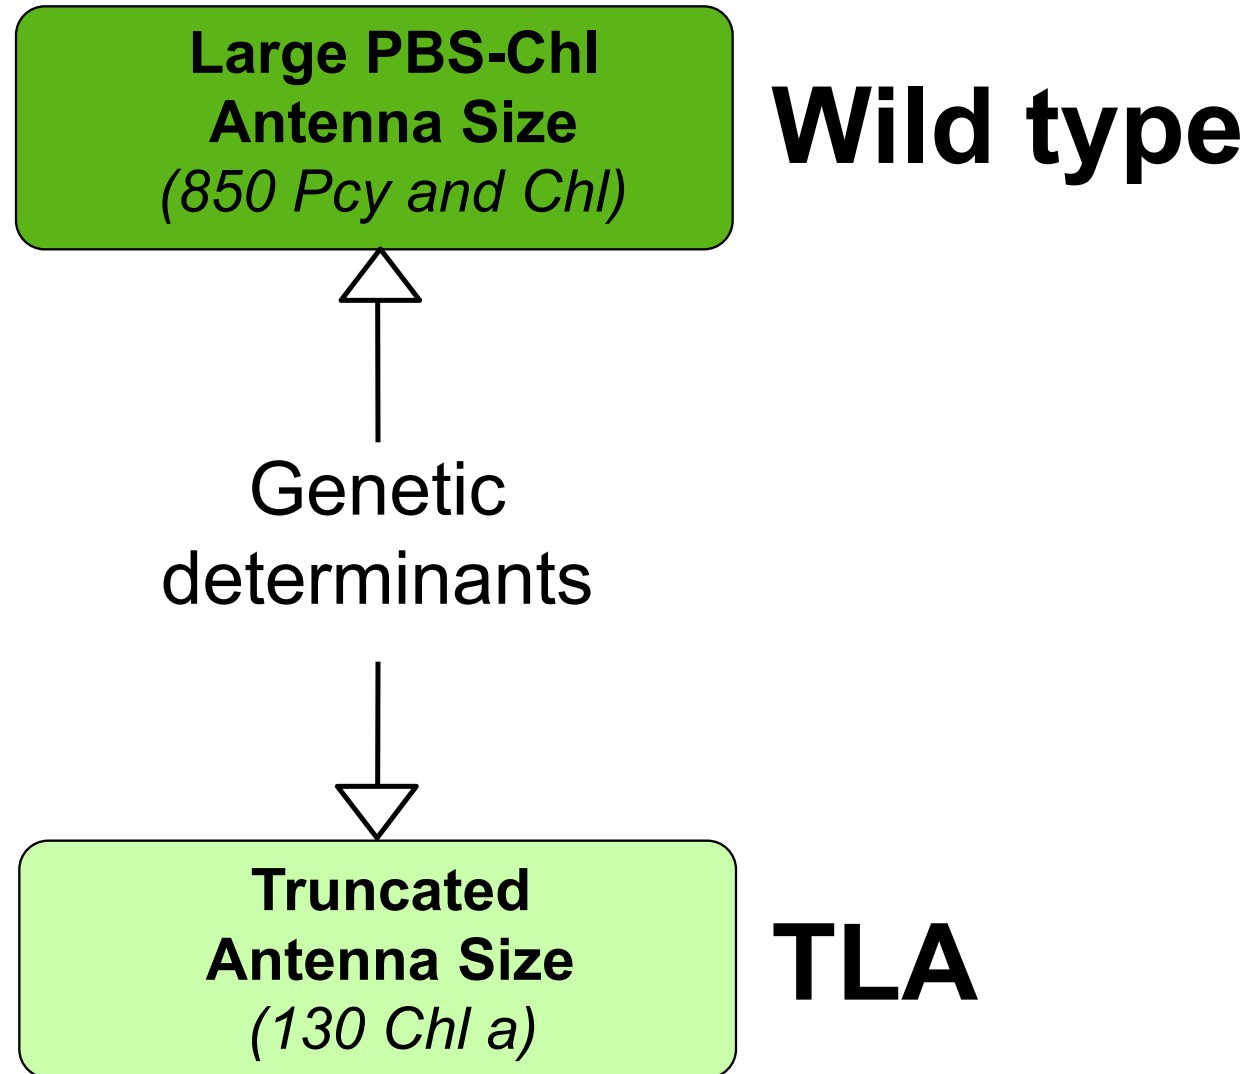 Large PBS-Chl
Antenna Size
(850 Pcy and Chl)
Wild type
Genetic
determinants
Truncated
Antenna Size
(130 Chl a)
TLA